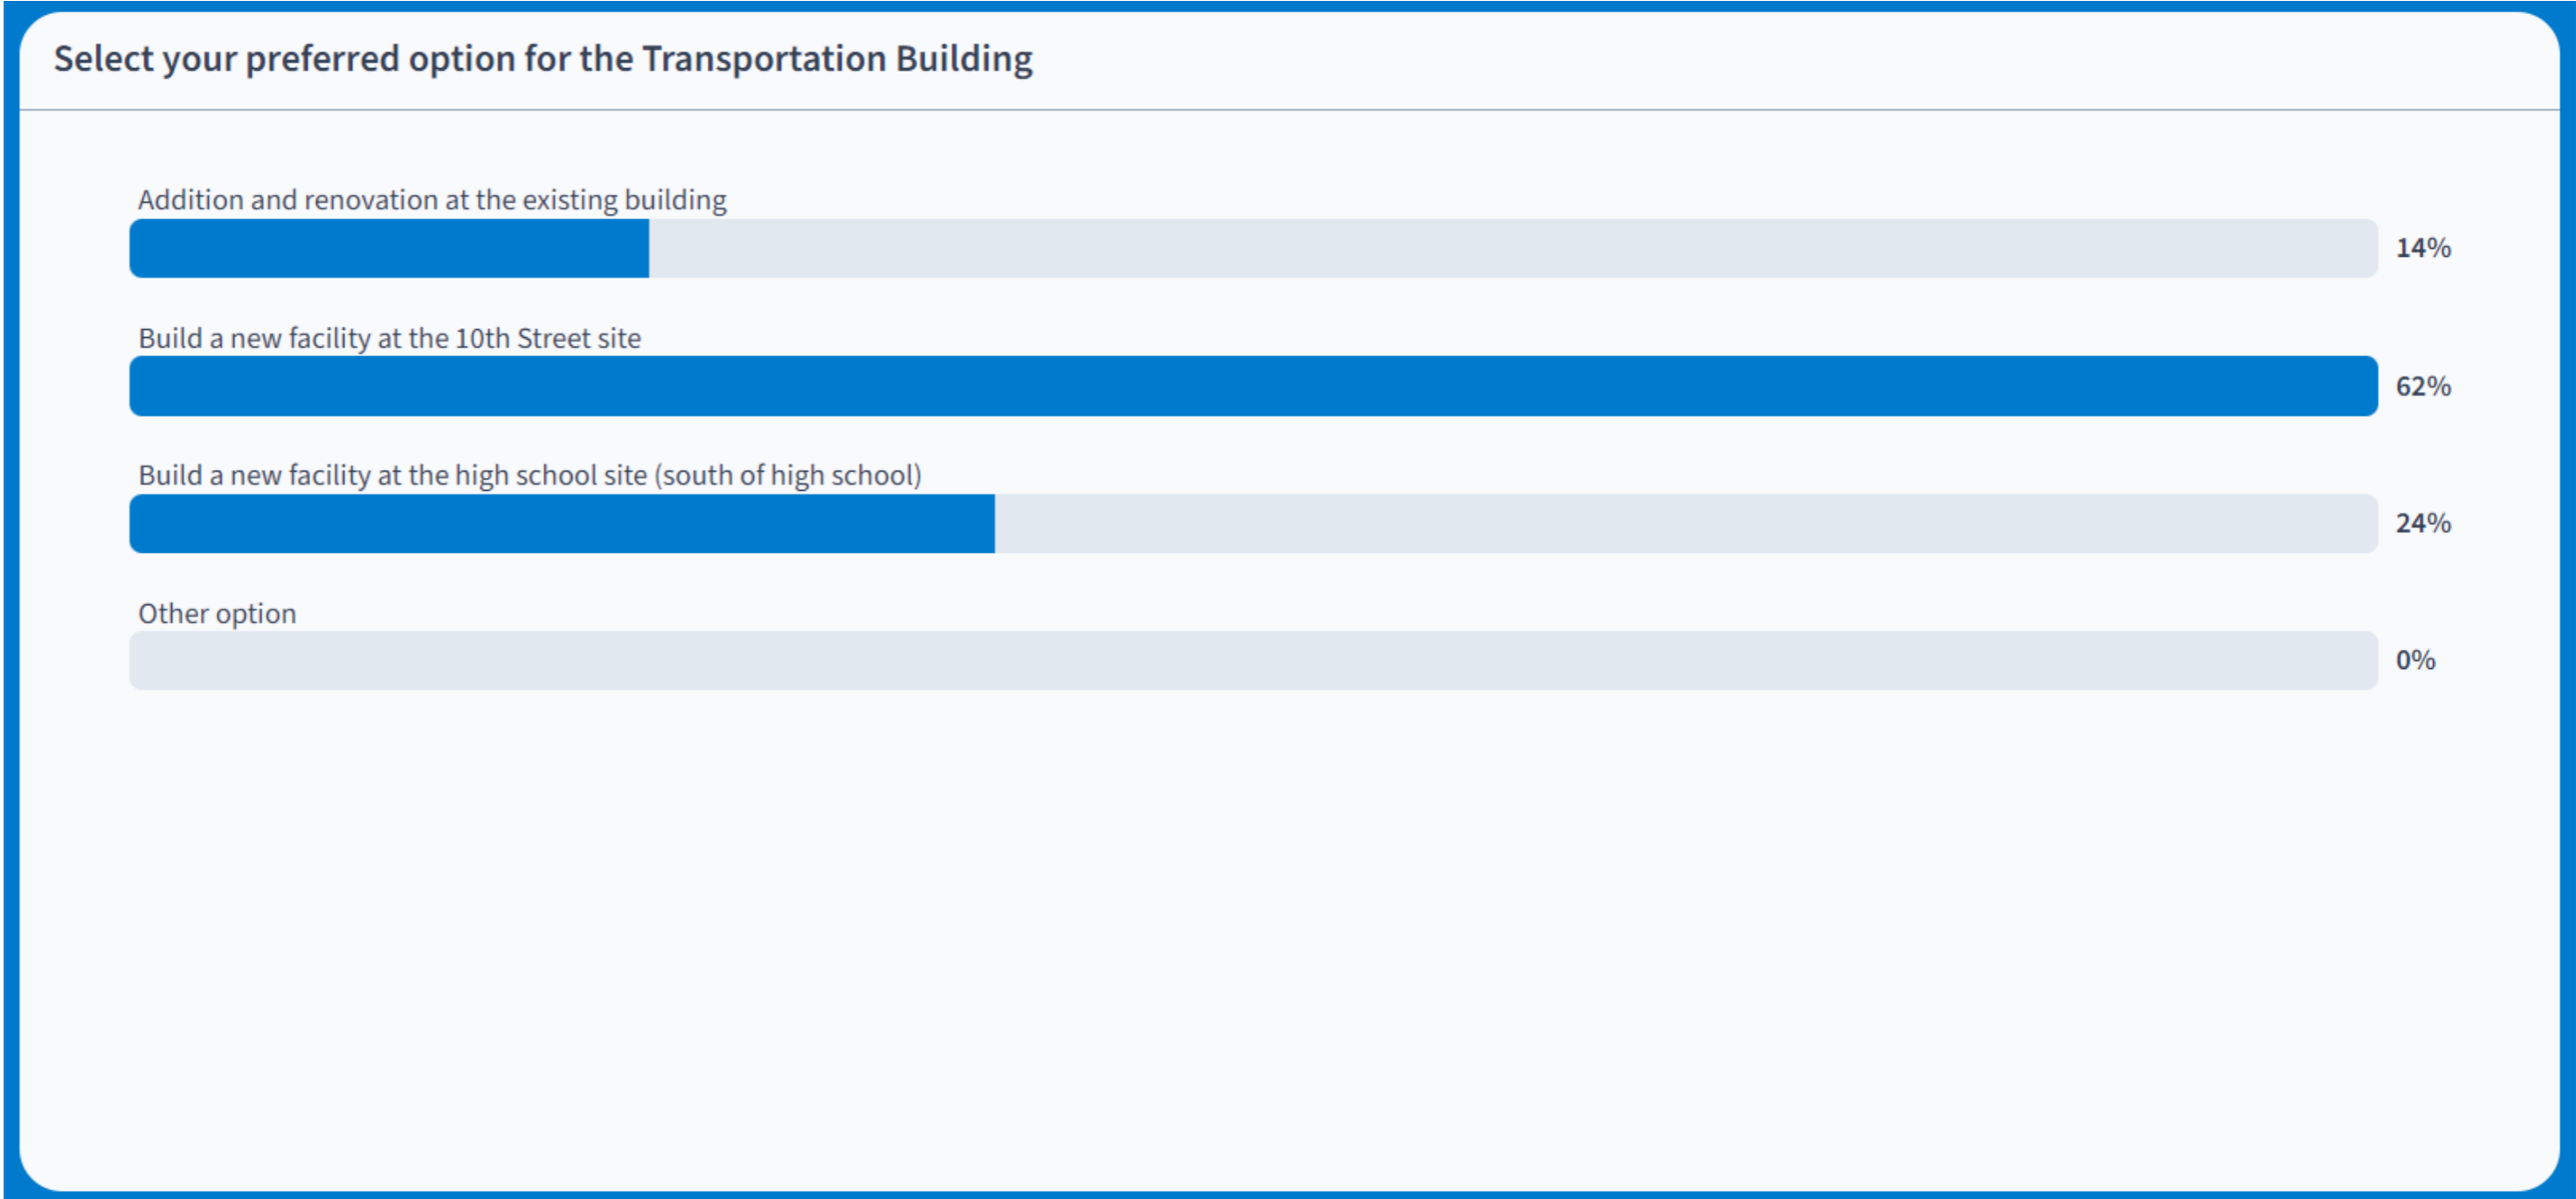 Select your preferred option for the Transportation Building
Addition and renovation at the existing building
14%
Build a new facility at the 10th Street site
62%
Build a new facility at the high school site (south of high school)
24%
Other option
0%